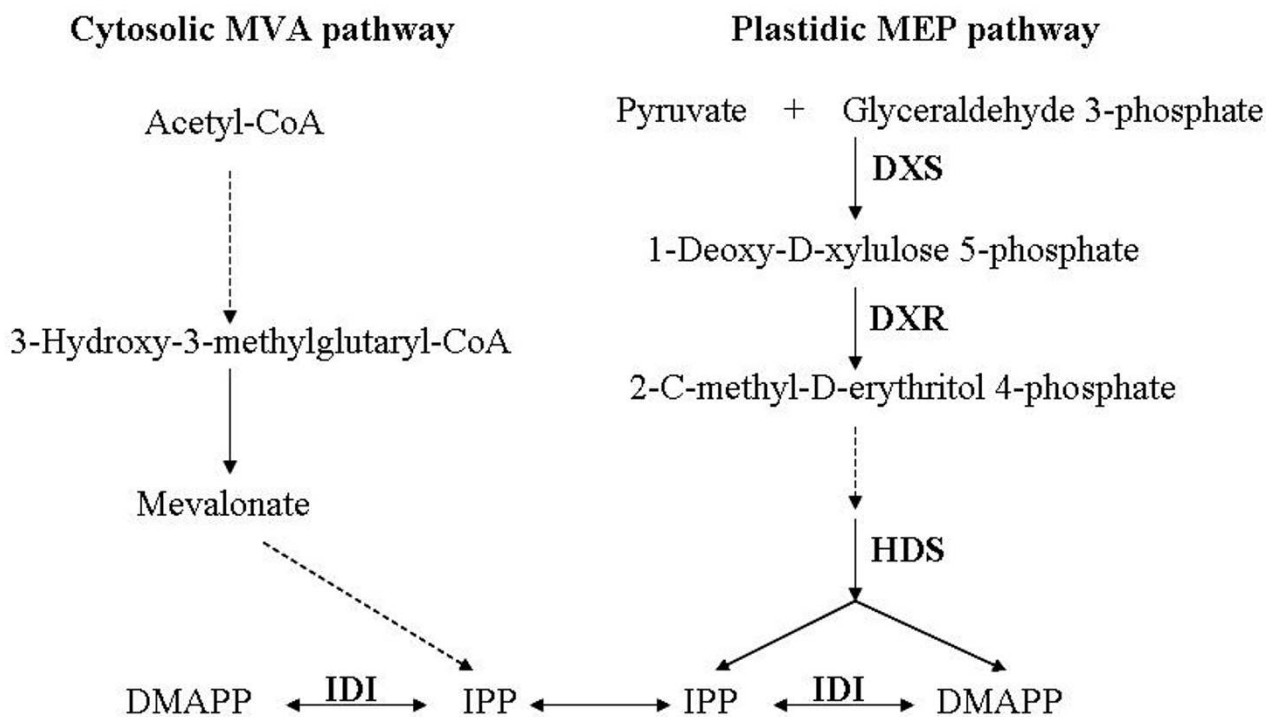 Cytosolic MVA pathway
Plastidic MEP pathway
Acetyl-CoA
Pyruvate + Glyceraldehyde 3-phosphate
DXS
1-Deoxy-D-xylulose 5-phosphate
DXR
3-Hydroxy-3-methylglutaryl-CoA
2-C-methyl-D-erythritol 4-phosphate
Mevalonate
HDS
DMAPP IDI IPP IPP IDI DMAPP